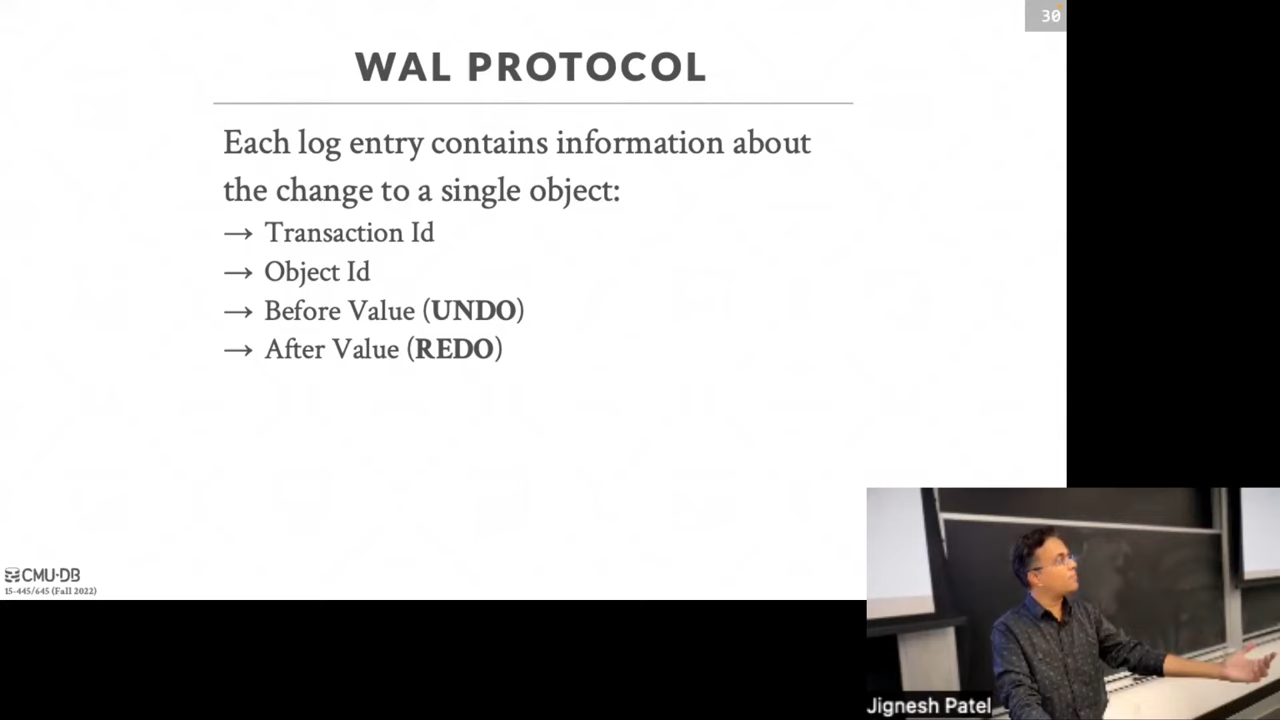 30
WAL PROTOCOL
Each log entry contains information about
the change to a single object:
→ Transaction Id
→ Object Id
→ Before Value (UNDO)
→ After Value (REDO)
CMU·DB
15-445/645 (Fall 2022)
Jignesh Patel